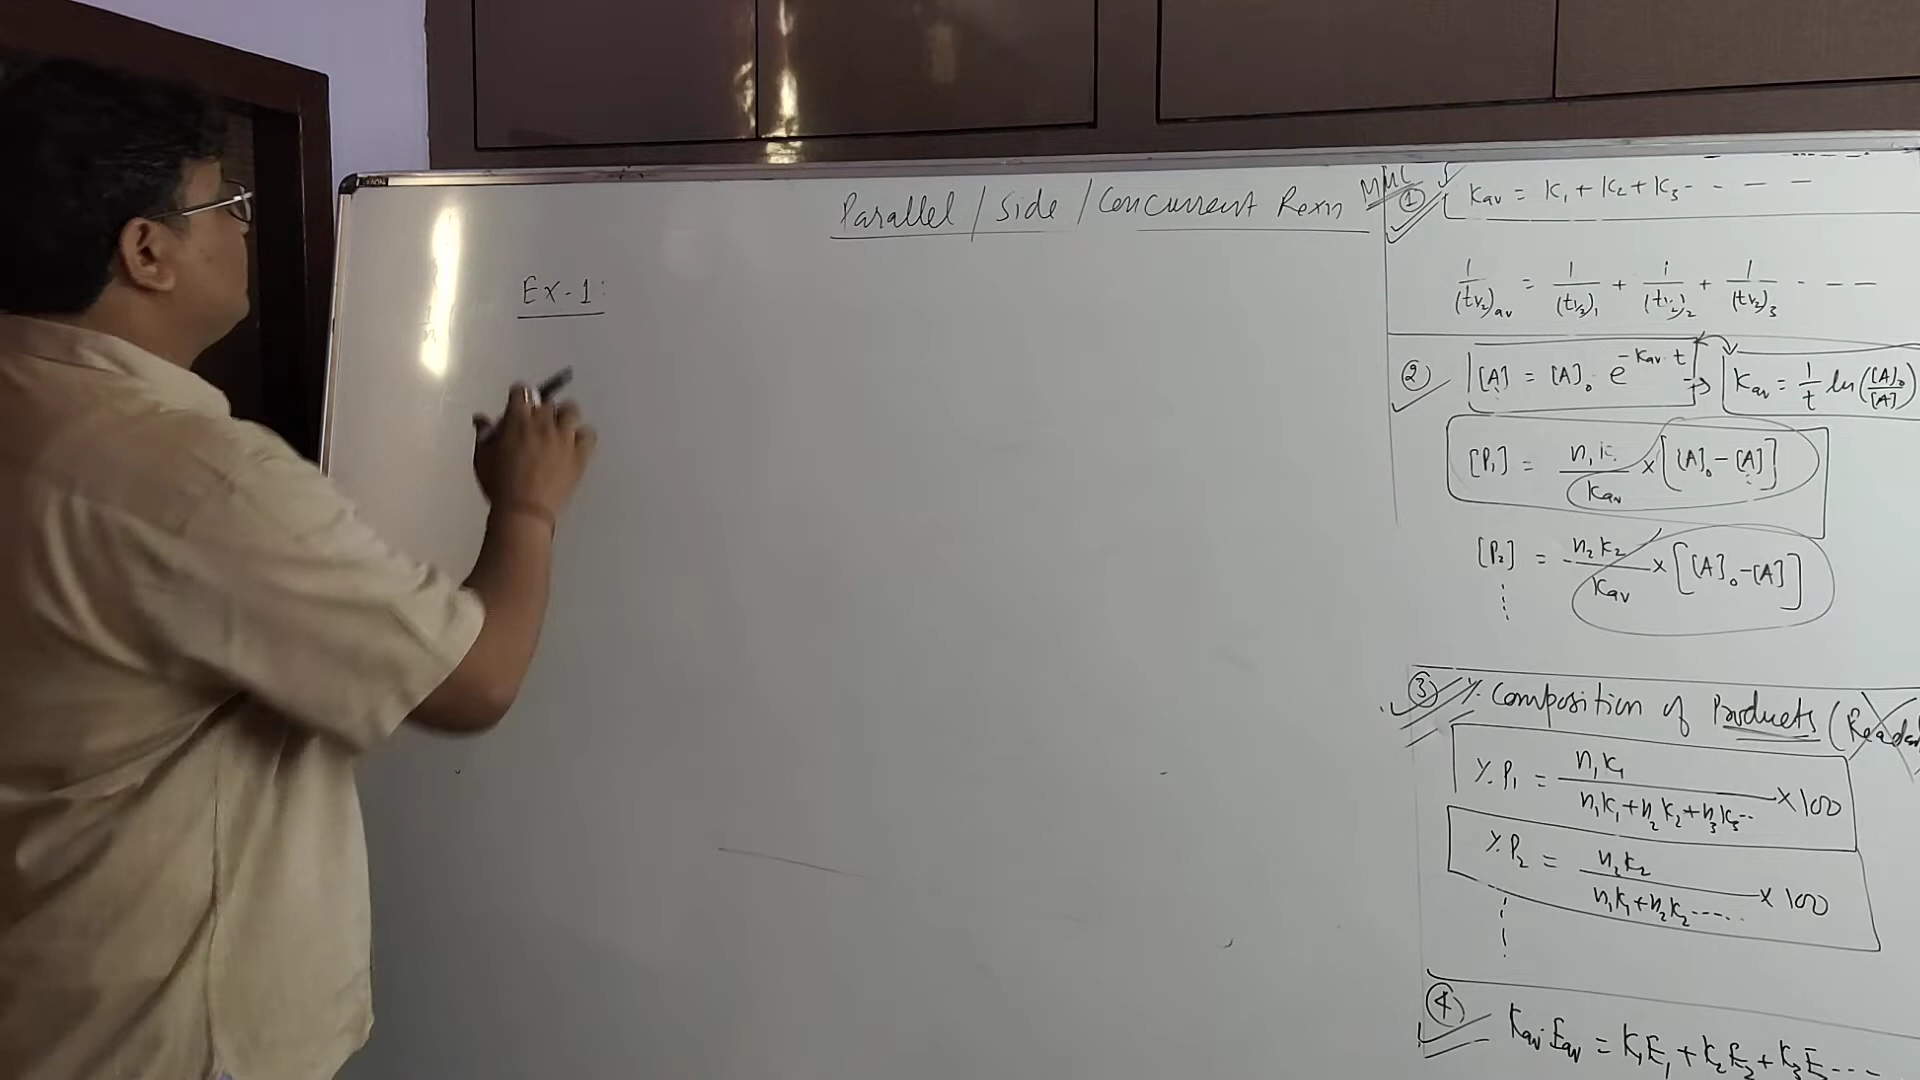 Parallel / Side / Concurrent Rexn
Ex-1:
① Kav = K₁ + K₂ + K₃ - - - -
1/(t½)av = 1/(t½)₁ + 1/(t½)₂ + 1/(t½)₃ - - - -
② [A] = [A]₀ e^(-Kav·t) → Kav = 1/t ln([A]₀/[A])
[P₁] = n₁K₁/Kav × [[A]₀ - [A]]
[P₂] = n₂K₂/Kav × [[A]₀ - [A]]
③ % Composition of Products
% P₁ = n₁K₁/(n₁K₁+n₂K₂+n₃K₃--) × 100
% P₂ = n₂K₂/(n₁K₁+n₂K₂-----) × 100
④ Kav·Eav = K₁E₁ + K₂E₂ + K₃E₃ ---